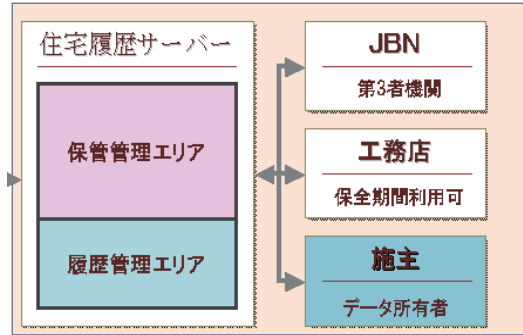 住宅履歴サーバー
保管管理エリア
履歴管理エリア
JBN
第3者機関
工務店
保全期間利用可
施主
データ所有者